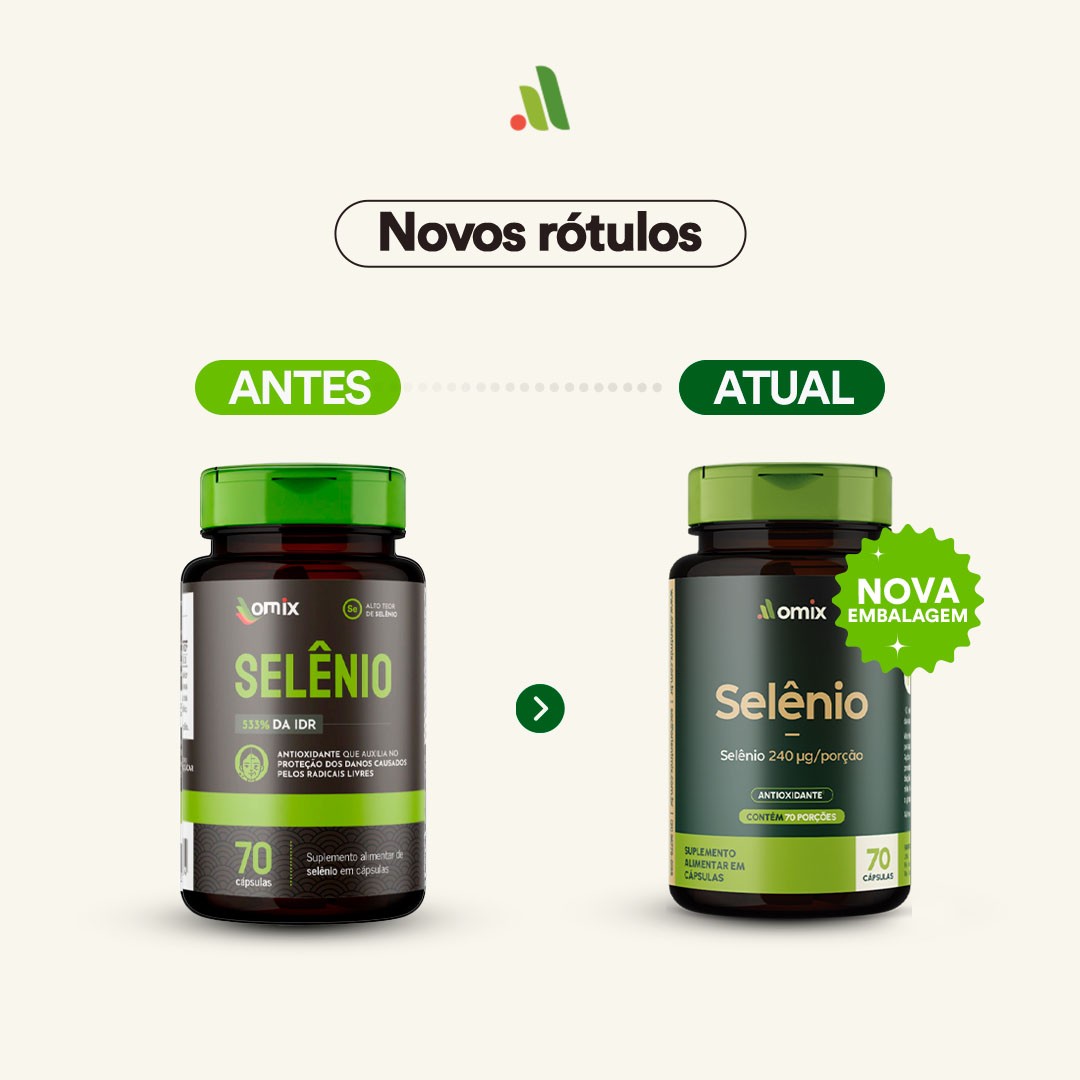 Novos rótulos
ANTES
ATUAL
omix
Se
ALTO TEOR
DE SELÊNIO
SELÊNIO
533% DA IDR
ANTIOXIDANTE QUE AUXILIA NO
PROTEÇÃO DOS DANOS CAUSADOS
PELOS RADICAIS LIVRES
70
cápsulas
Suplemento alimentar de
selênio em cápsulas
omix
NOVA
EMBALAGEM
Selênio
Selênio 240 µg/porção
ANTIOXIDANTE
CONTÉM 70 PORÇÕES
SUPLEMENTO
ALIMENTAR EM
CÁPSULAS
70
CÁPSULAS